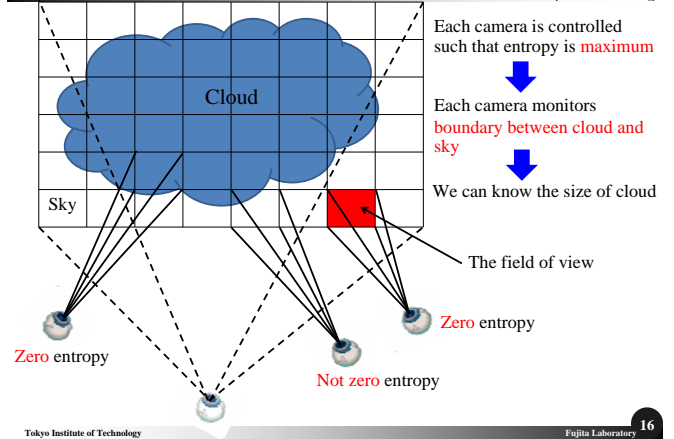 Each camera is controlled
such that entropy is maximum
Each camera monitors
boundary between cloud and
sky
We can know the size of cloud
Cloud
Sky
The field of view
Zero entropy
Zero entropy
Not zero entropy
Tokyo Institute of Technology
Fujita Laboratory
16